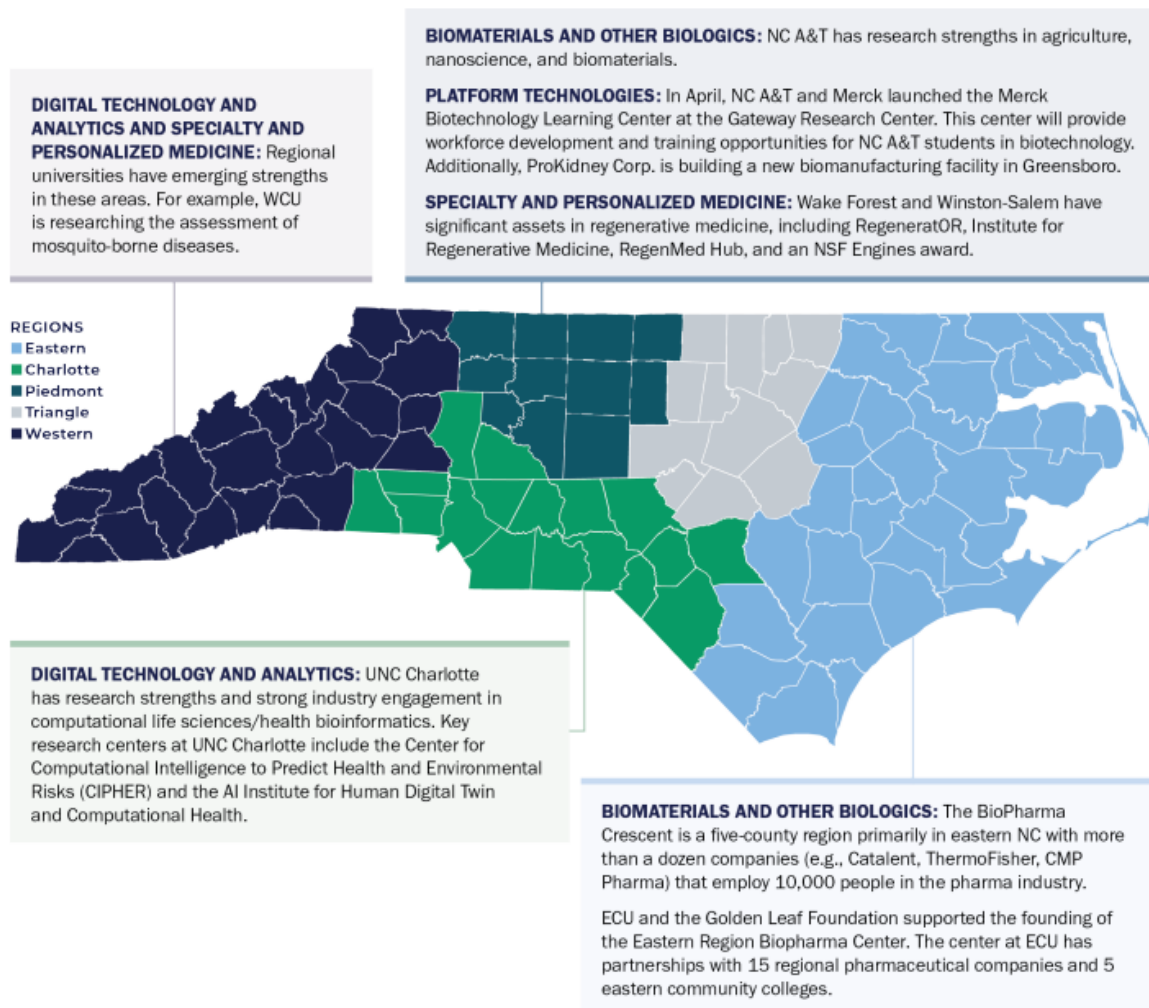 DIGITAL TECHNOLOGY AND
ANALYTICS AND SPECIALTY AND
PERSONALIZED MEDICINE: Regional
universities have emerging strengths
in these areas. For example, WCU
is researching the assessment of
mosquito-borne diseases.
BIOMATERIALS AND OTHER BIOLOGICS: NC A&T has research strengths in agriculture,
nanoscience, and biomaterials.
PLATFORM TECHNOLOGIES: In April, NC A&T and Merck launched the Merck
Biotechnology Learning Center at the Gateway Research Center. This center will provide
workforce development and training opportunities for NC A&T students in biotechnology.
Additionally, ProKidney Corp. is building a new biomanufacturing facility in Greensboro.
SPECIALTY AND PERSONALIZED MEDICINE: Wake Forest and Winston-Salem have
significant assets in regenerative medicine, including RegeneratOR, Institute for
Regenerative Medicine, RegenMed Hub, and an NSF Engines award.
REGIONS
Eastern
Charlotte
Piedmont
Triangle
Western
DIGITAL TECHNOLOGY AND ANALYTICS: UNC Charlotte
has research strengths and strong industry engagement in
computational life sciences/health bioinformatics. Key
research centers at UNC Charlotte include the Center for
Computational Intelligence to Predict Health and Environmental
Risks (CIPHER) and the AI Institute for Human Digital Twin
and Computational Health.
BIOMATERIALS AND OTHER BIOLOGICS: The BioPharma
Crescent is a five-county region primarily in eastern NC with more
than a dozen companies (e.g., Catalent, ThermoFisher, CMP
Pharma) that employ 10,000 people in the pharma industry.
ECU and the Golden Leaf Foundation supported the founding of
the Eastern Region Biopharma Center. The center at ECU has
partnerships with 15 regional pharmaceutical companies and 5
eastern community colleges.